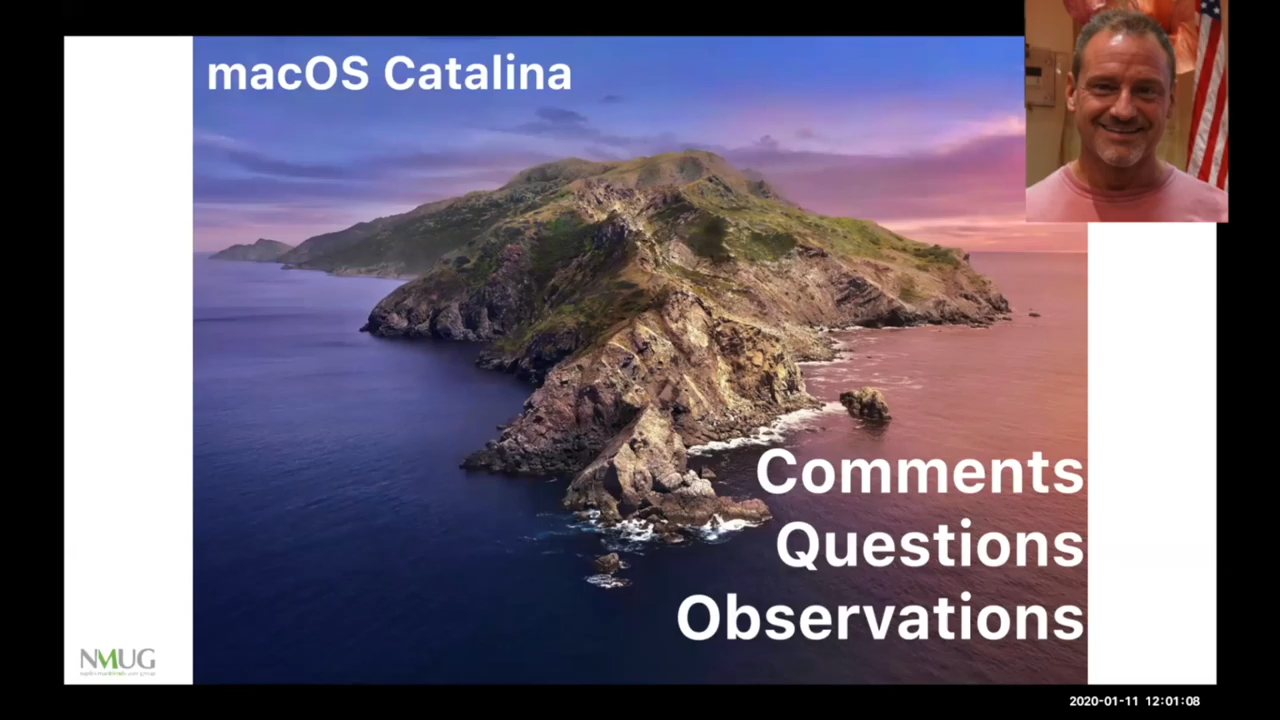 macOS Catalina
Comments
Questions
Observations
NMUG
2020-01-11 12:01:08